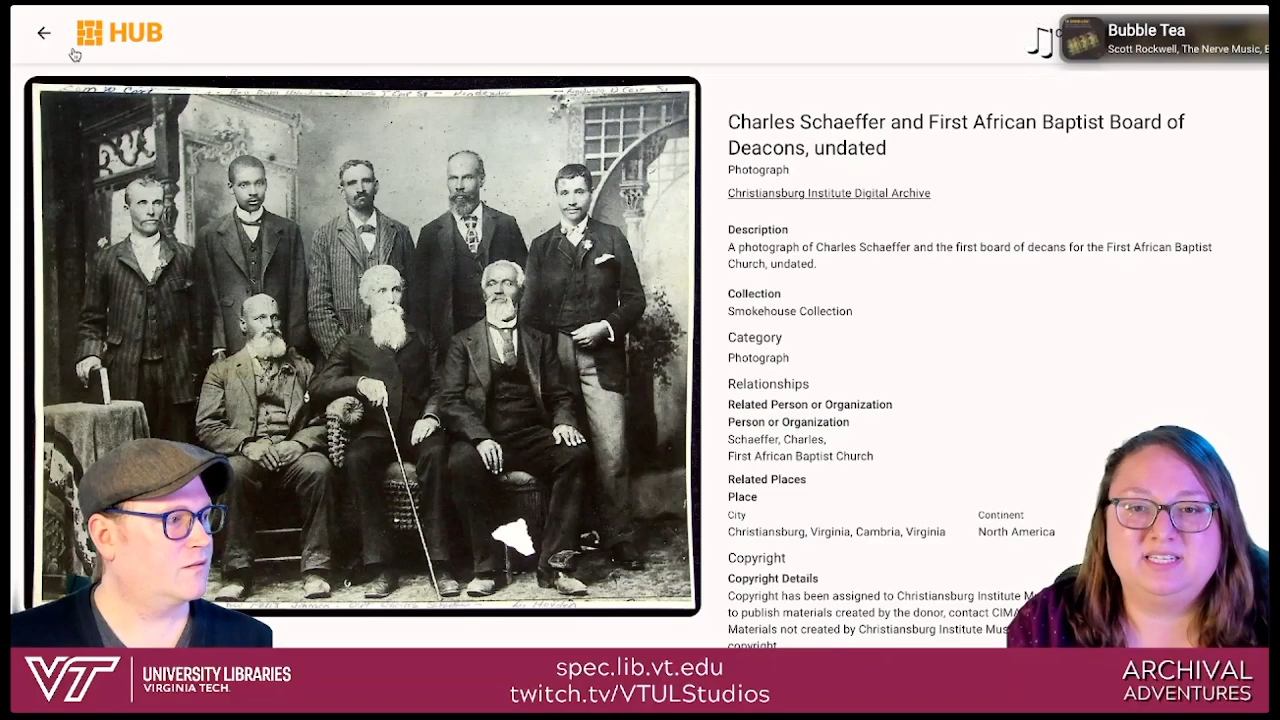 HUB
Bubble Tea
Scott Rockwell, The Nerve Music, E
Charles Schaeffer and First African Baptist Board of
Deacons, undated
Photograph
Christiansburg Institute Digital Archive
Description
A photograph of Charles Schaeffer and the first board of decans for the First African Baptist
Church, undated.
Collection
Smokehouse Collection
Category
Photograph
Relationships
Related Person or Organization
Person or Organization
Schaeffer, Charles,
First African Baptist Church
Related Places
Place
City
Continent
Christiansburg, Virginia, Cambria, Virginia
North America
Copyright
Copyright Details
Copyright has been assigned to Christiansburg Institute
to publish materials created by the donor, contact CIMA
Materials not created by Christiansburg Institute Mus
copyright
VT
UNIVERSITY LIBRARIES
VIRGINIA TECH.
spec.lib.vt.edu
twitch.tv/VTULStudios
ARCHIVAL
ADVENTURES